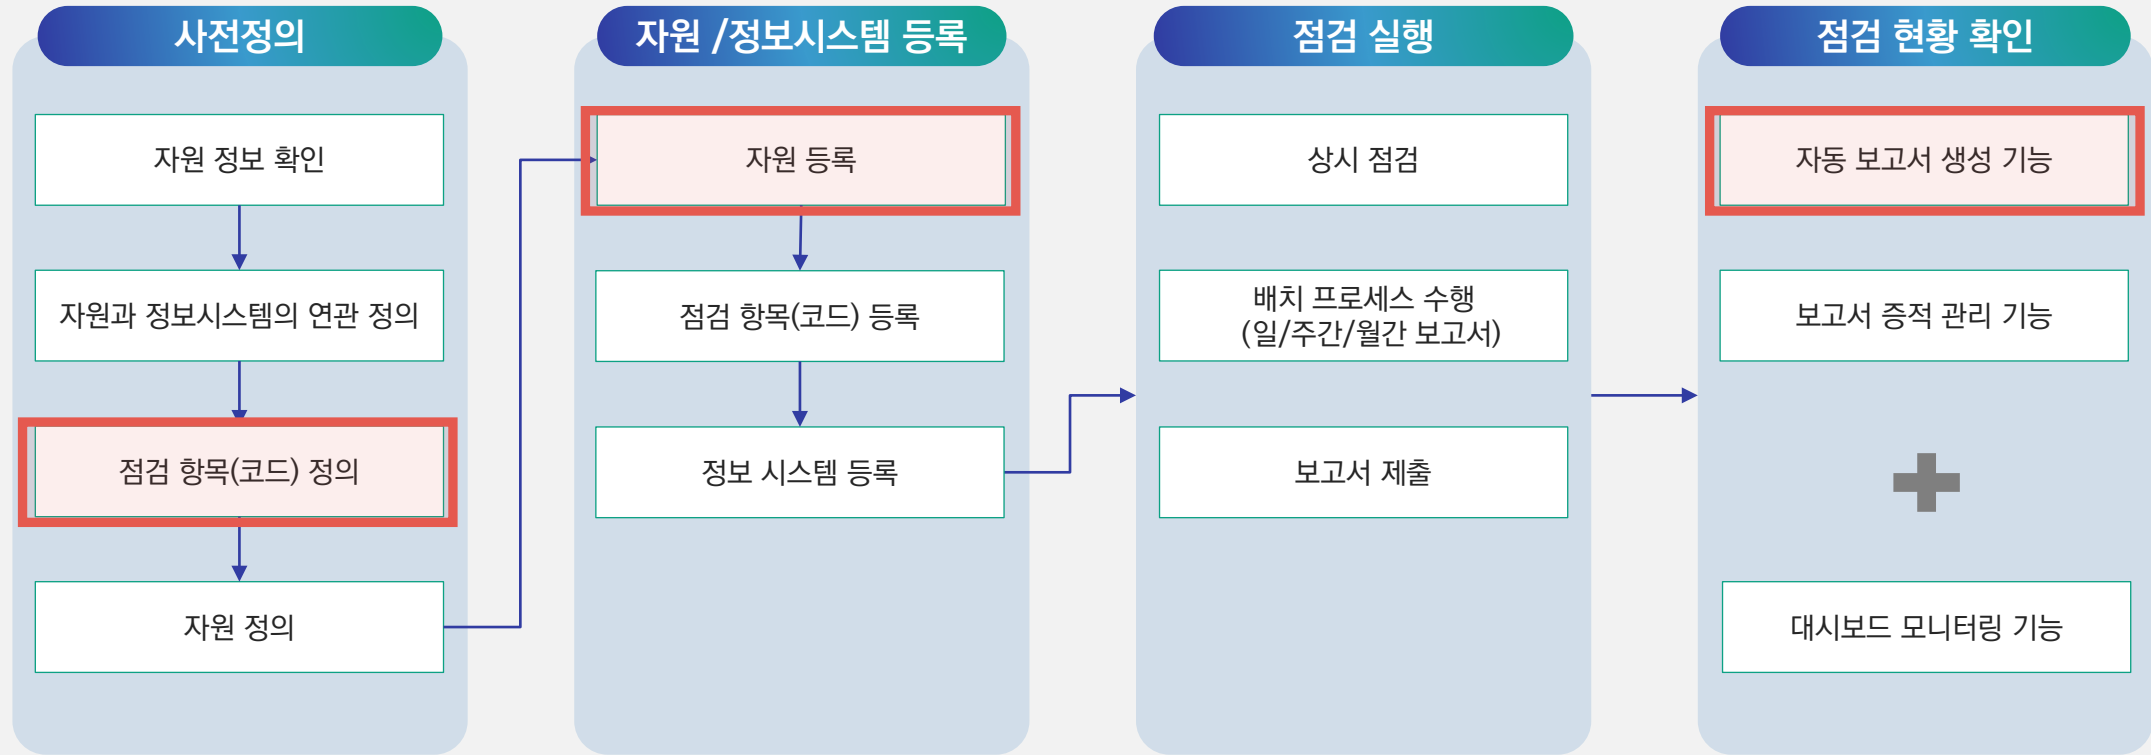 사전정의
자원 정보 확인
자원과 정보시스템의 연관 정의
점검 항목(코드) 정의
자원 정의
자원 /정보시스템 등록
자원 등록
점검 항목(코드) 등록
정보 시스템 등록
점검 실행
상시 점검
배치 프로세스 수행
(일/주간/월간 보고서)
보고서 제출
점검 현황 확인
자동 보고서 생성 기능
보고서 증적 관리 기능
대시보드 모니터링 기능